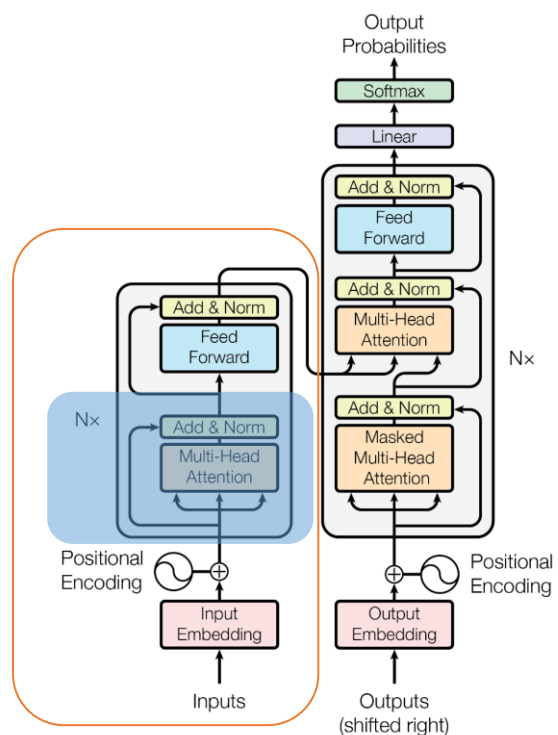 Output
Probabilities
Softmax
Linear
Add & Norm
Feed
Forward
Add & Norm
Multi-Head
Attention
Nx
Add & Norm
Masked
Multi-Head
Attention
Positional
Encoding
Output
Embedding
Outputs
(shifted right)
Add & Norm
Feed
Forward
Nx
Add & Norm
Multi-Head
Attention
Positional
Encoding
Input
Embedding
Inputs